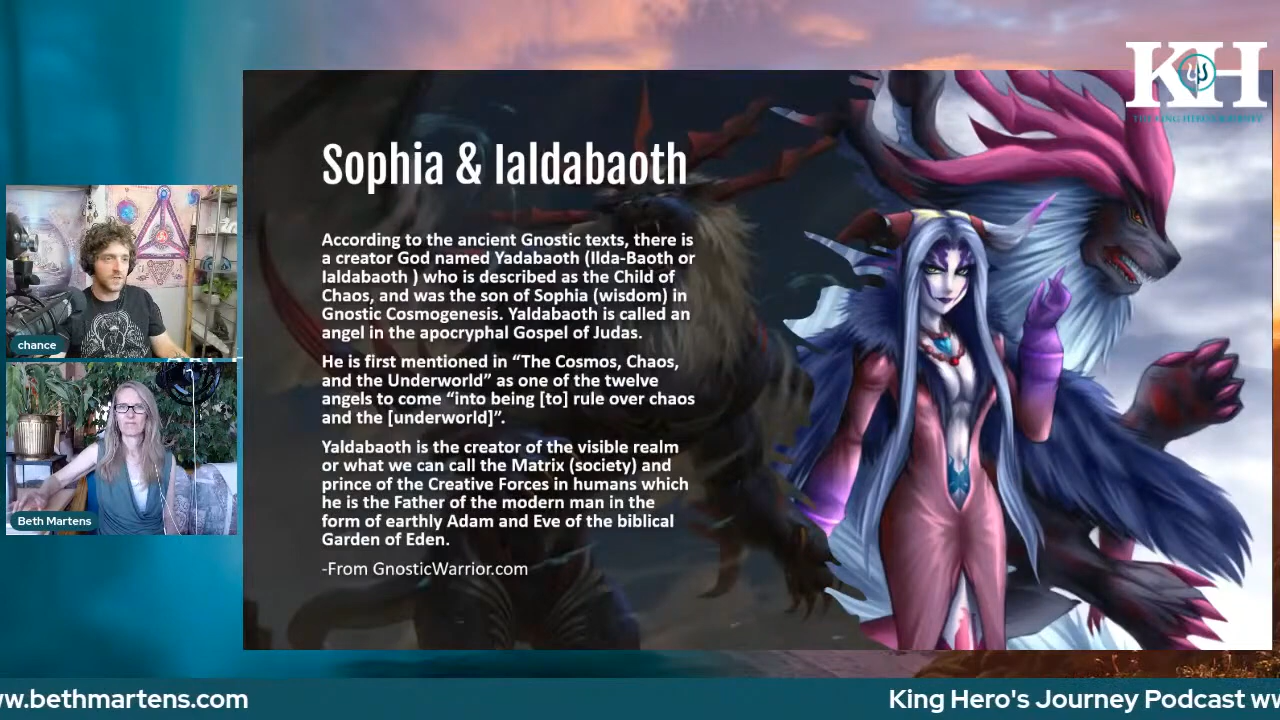 KH
THE KING HERO'S JOURNEY
Sophia & Ialdabaoth
According to the ancient Gnostic texts, there is
a creator God named Yadabaoth (Ilda-Baoth or
Ialdabaoth ) who is described as the Child of
Chaos, and was the son of Sophia (wisdom) in
Gnostic Cosmogenesis. Yaldabaoth is called an
angel in the apocryphal Gospel of Judas.
He is first mentioned in “The Cosmos, Chaos,
and the Underworld” as one of the twelve
angels to come “into being [to] rule over chaos
and the [underworld]”.
Yaldabaoth is the creator of the visible realm
or what we can call the Matrix (society) and
prince of the Creative Forces in humans which
he is the Father of the modern man in the
form of earthly Adam and Eve of the biblical
Garden of Eden.
-From GnosticWarrior.com
chance
Beth Martens
w.bethmartens.com
King Hero's Journey Podcast ww